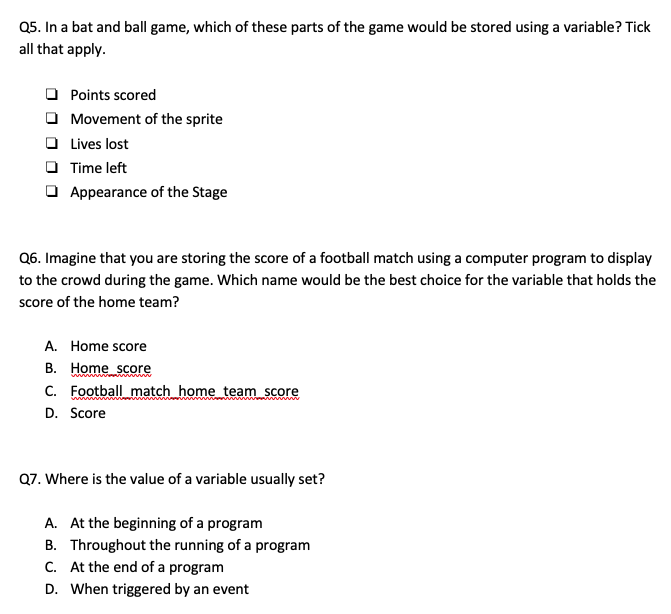 Q5. In a bat and ball game, which of these parts of the game would be stored using a variable? Tick
all that apply.
❏ Points scored
❏ Movement of the sprite
❏ Lives lost
❏ Time left
❏ Appearance of the Stage
Q6. Imagine that you are storing the score of a football match using a computer program to display
to the crowd during the game. Which name would be the best choice for the variable that holds the
score of the home team?
A. Home score
B. Home_score
C. Football_match_home_team_score
D. Score
Q7. Where is the value of a variable usually set?
A. At the beginning of a program
B. Throughout the running of a program
C. At the end of a program
D. When triggered by an event